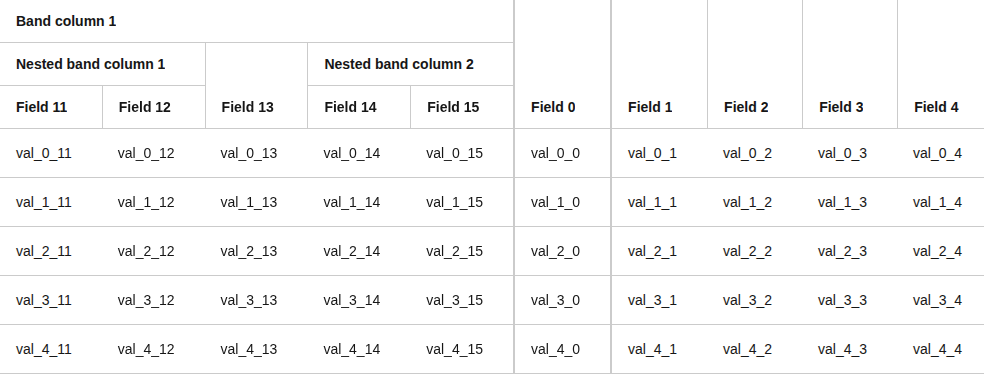 Band column 1
Nested band column 1 Nested band column 2
Field 11 Field 12 Field 13 Field 14 Field 15 Field 0 Field 1 Field 2 Field 3 Field 4
val_0_11 val_0_12 val_0_13 val_0_14 val_0_15 val_0_0 val_0_1 val_0_2 val_0_3 val_0_4
val_1_11 val_1_12 val_1_13 val_1_14 val_1_15 val_1_0 val_1_1 val_1_2 val_1_3 val_1_4
val_2_11 val_2_12 val_2_13 val_2_14 val_2_15 val_2_0 val_2_1 val_2_2 val_2_3 val_2_4
val_3_11 val_3_12 val_3_13 val_3_14 val_3_15 val_3_0 val_3_1 val_3_2 val_3_3 val_3_4
val_4_11 val_4_12 val_4_13 val_4_14 val_4_15 val_4_0 val_4_1 val_4_2 val_4_3 val_4_4